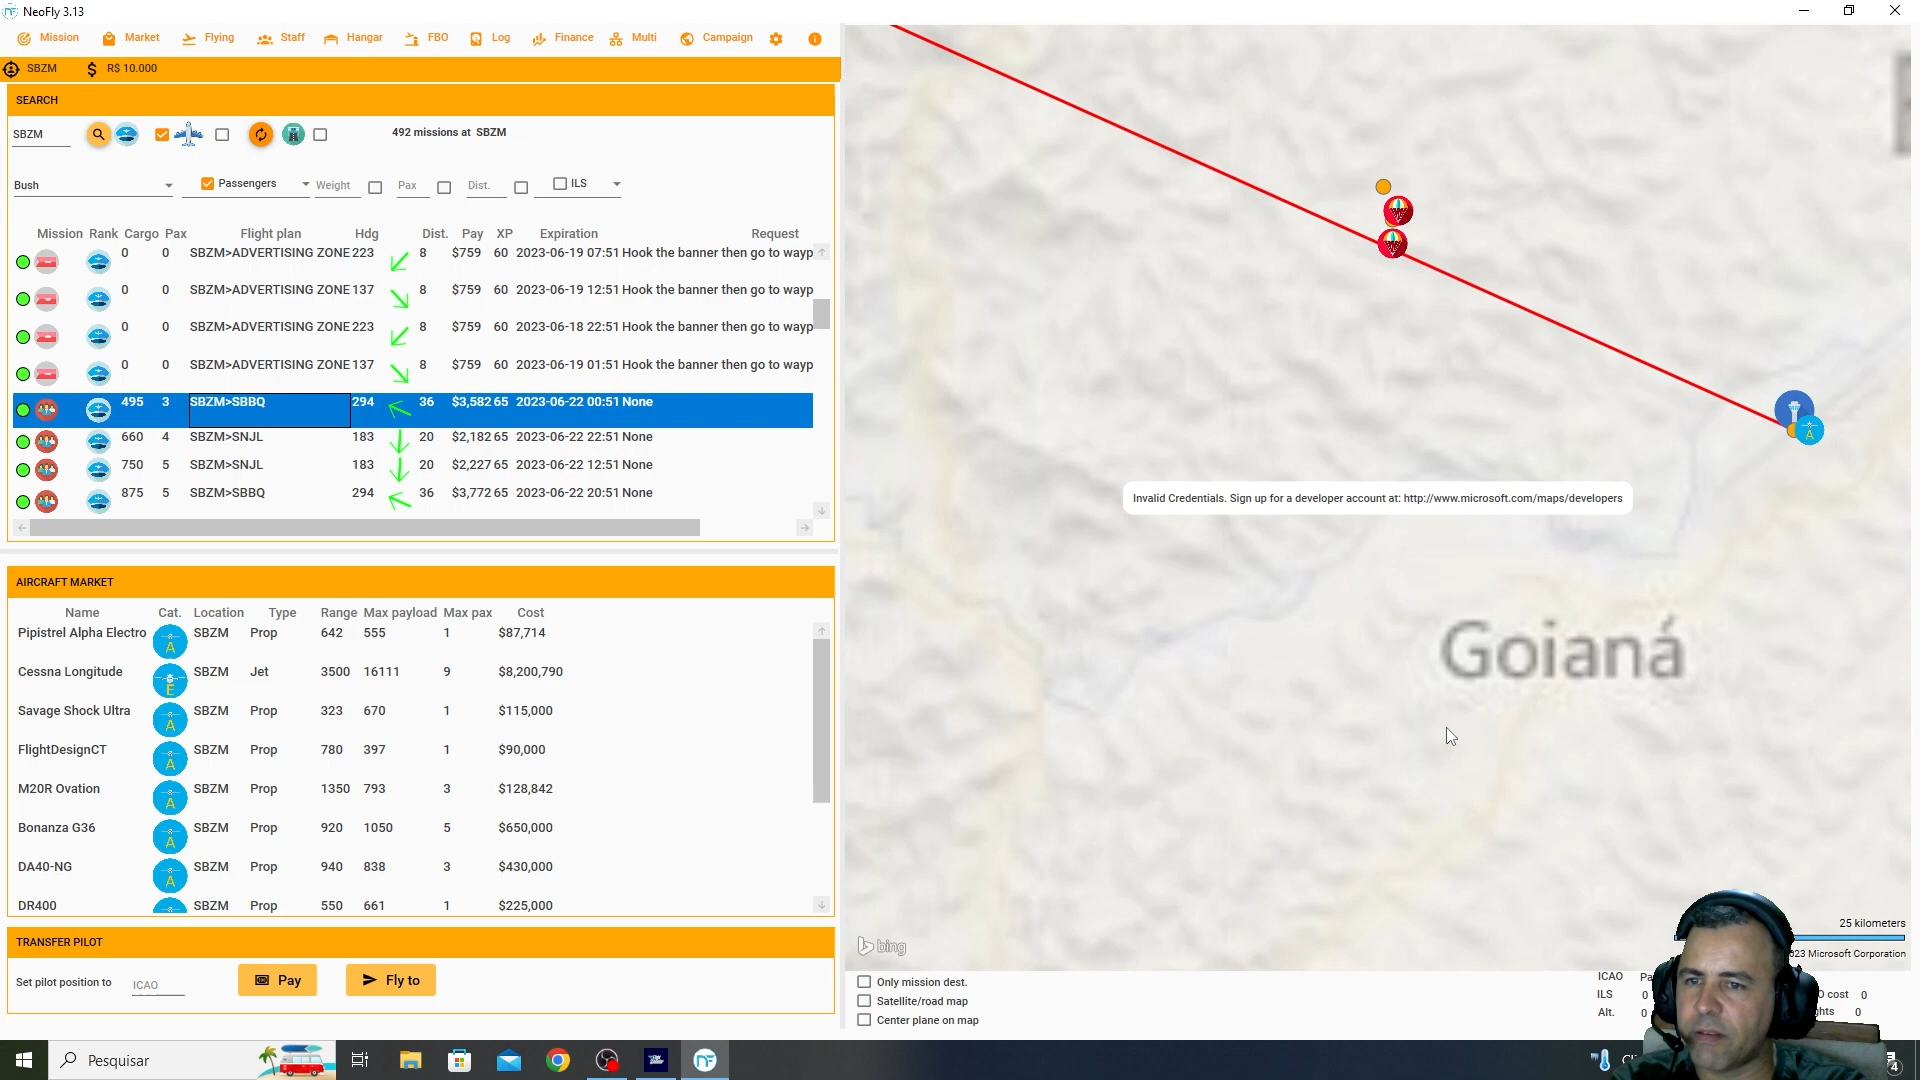 NeoFly 3.13
Mission Market Flying Staff Hangar FBO Log Finance Multi Campaign
SBZM R$ 10.000
SEARCH
SBZM 492 missions at SBZM
Bush Passengers Weight Pax Dist. ILS
Mission Rank Cargo Pax Flight plan Hdg Dist. Pay XP Expiration Request
0 0 SBZM>ADVERTISING ZONE 223 8 $759 60 2023-06-19 07:51 Hook the banner then go to wayp
0 0 SBZM>ADVERTISING ZONE 137 8 $759 60 2023-06-19 12:51 Hook the banner then go to wayp
0 0 SBZM>ADVERTISING ZONE 223 8 $759 60 2023-06-18 22:51 Hook the banner then go to wayp
0 0 SBZM>ADVERTISING ZONE 137 8 $759 60 2023-06-19 01:51 Hook the banner then go to wayp
495 3 SBZM>SBBQ 294 36 $3,582 65 2023-06-22 00:51 None
660 4 SBZM>SNJL 183 20 $2,182 65 2023-06-22 22:51 None
750 5 SBZM>SNJL 183 20 $2,227 65 2023-06-22 12:51 None
875 5 SBZM>SBBQ 294 36 $3,772 65 2023-06-22 20:51 None
AIRCRAFT MARKET
Name Cat. Location Type Range Max payload Max pax Cost
Pipistrel Alpha Electro A SBZM Prop 642 555 1 $87,714
Cessna Longitude E SBZM Jet 3500 16111 9 $8,200,790
Savage Shock Ultra A SBZM Prop 323 670 1 $115,000
FlightDesignCT A SBZM Prop 780 397 1 $90,000
M20R Ovation A SBZM Prop 1350 793 3 $128,842
Bonanza G36 A SBZM Prop 920 1050 5 $650,000
DA40-NG A SBZM Prop 940 838 3 $430,000
DR400 SBZM Prop 550 661 1 $225,000
TRANSFER PILOT
Set pilot position to ICAO Pay Fly to
A
Invalid Credentials. Sign up for a developer account at: http://www.microsoft.com/maps/developers
Goianá
25 kilometers
bing
023 Microsoft Corporation
Only mission dest.
Satellite/road map
Center plane on map
ICAO Pa
ILS 0 O cost 0
Alt. 0 ghts 0
Pesquisar
4